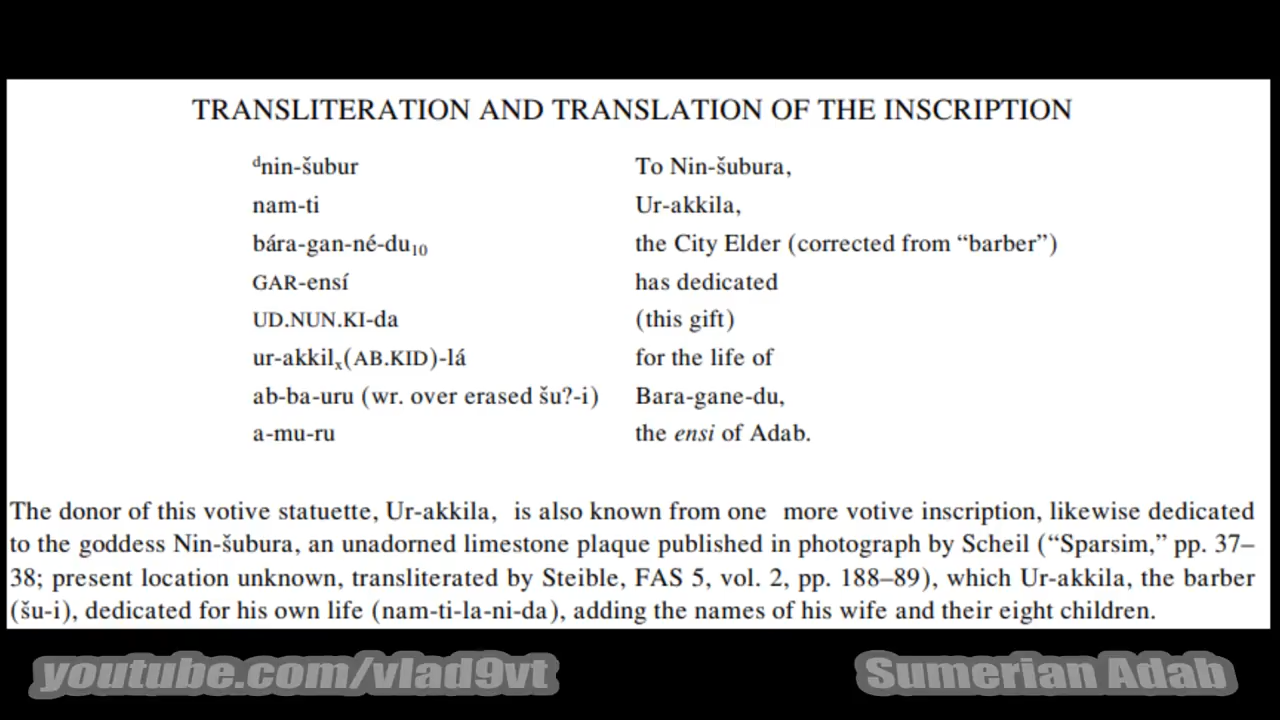 TRANSLITERATION AND TRANSLATION OF THE INSCRIPTION
ᵈnin-šubur To Nin-šubura,
nam-ti Ur-akkila,
bára-gan-né-du₁₀ the City Elder (corrected from “barber”)
GAR-ensí has dedicated
UD.NUN.KI-da (this gift)
ur-akkilₓ(AB.KID)-lá for the life of
ab-ba-uru (wr. over erased šu?-i) Bara-gane-du,
a-mu-ru the ensi of Adab.
The donor of this votive statuette, Ur-akkila, is also known from one more votive inscription, likewise dedicated
to the goddess Nin-šubura, an unadorned limestone plaque published in photograph by Scheil (“Sparsim,” pp. 37–
38; present location unknown, transliterated by Steible, FAS 5, vol. 2, pp. 188–89), which Ur-akkila, the barber
(šu-i), dedicated for his own life (nam-ti-la-ni-da), adding the names of his wife and their eight children.
youtube.com/vlad9vt Sumerian Adab